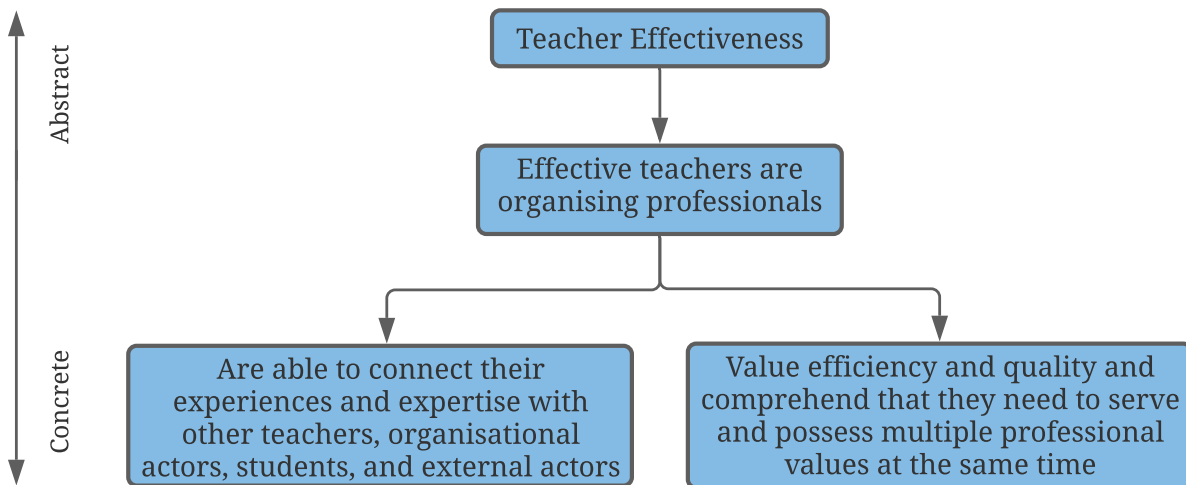 Teacher Effectiveness
Abstract
Effective teachers are
organising professionals
Concrete
Are able to connect their
experiences and expertise with
other teachers, organisational
actors, students, and external actors
Value efficiency and quality and
comprehend that they need to serve
and possess multiple professional
values at the same time